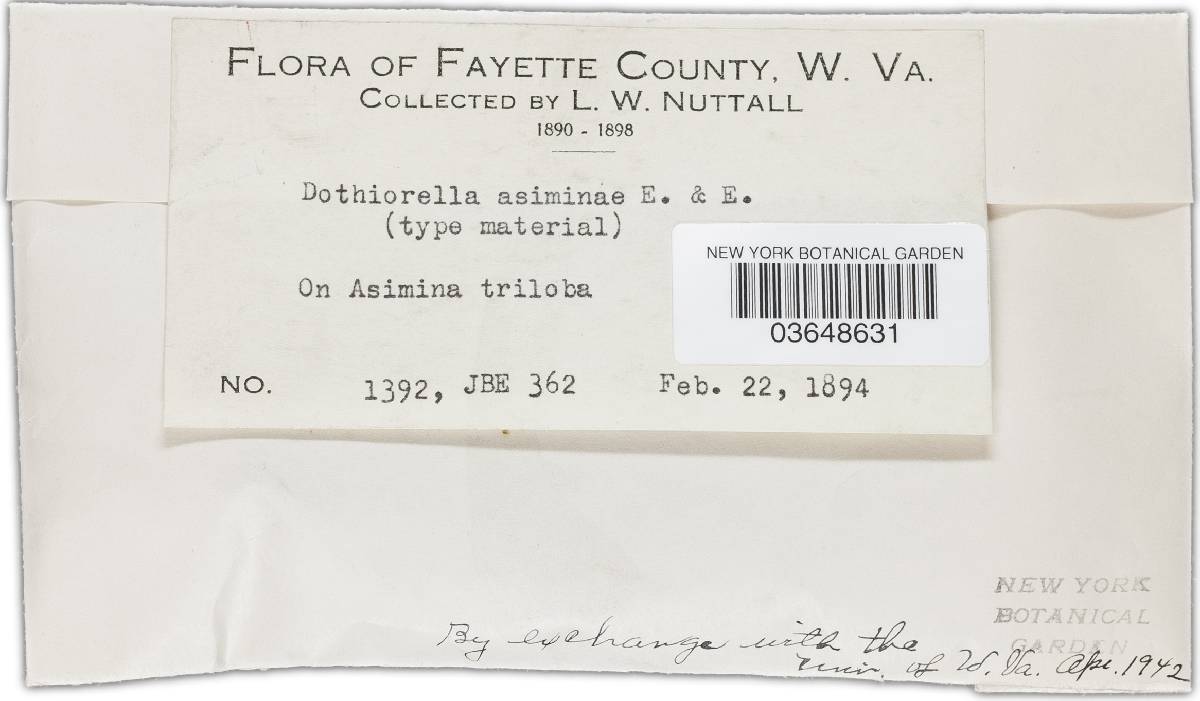 FLORA OF FAYETTE COUNTY, W. VA.
COLLECTED BY L. W. NUTTALL
1890 - 1898
Dothiorella asiminae E. & E.
(type material)
On Asimina triloba
NEW YORK BOTANICAL GARDEN
03648631
NO. 1392, JBE 362 Feb. 22, 1894
NEW YORK
BOTANICAL
GARDEN
By exchange with the
Univ. of W. Va. Apr. 1942